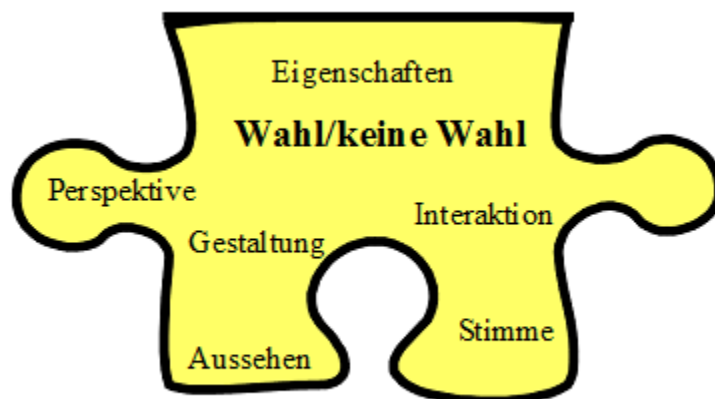 Eigenschaften
Wahl/keine Wahl
Perspektive
Interaktion
Gestaltung
Stimme
Aussehen